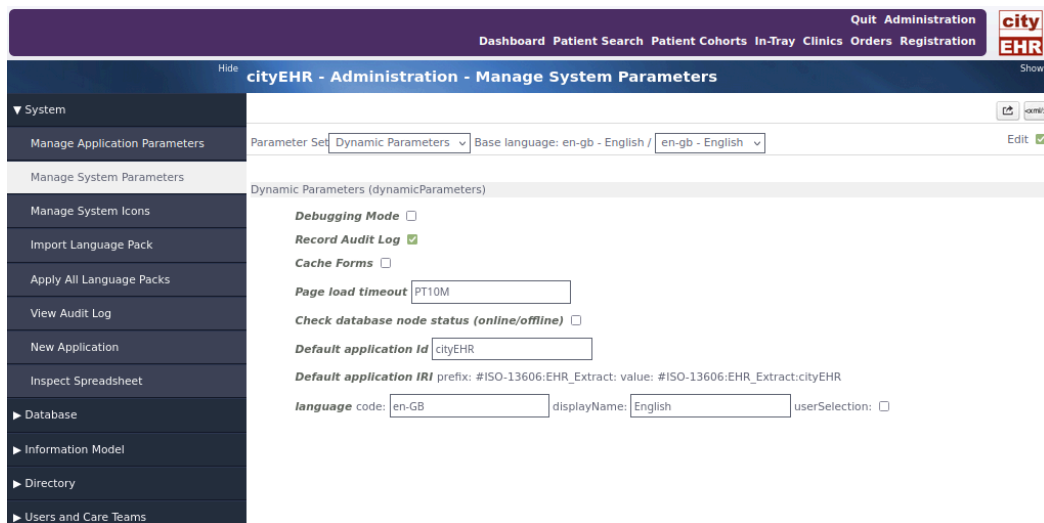 Quit Administration
city
EHR
Dashboard Patient Search Patient Cohorts In-Tray Clinics Orders Registration
Hide
cityEHR - Administration - Manage System Parameters
Show
▼ System
Manage Application Parameters
Manage System Parameters
Manage System Icons
Import Language Pack
Apply All Language Packs
View Audit Log
New Application
Inspect Spreadsheet
▶ Database
▶ Information Model
▶ Directory
▶ Users and Care Teams
Parameter Set Dynamic Parameters Base language: en-gb - English / en-gb - English
Edit
Dynamic Parameters (dynamicParameters)
Debugging Mode
Record Audit Log
Cache Forms
Page load timeout PT10M
Check database node status (online/offline)
Default application Id cityEHR
Default application IRI prefix: #ISO-13606:EHR_Extract: value: #ISO-13606:EHR_Extract:cityEHR
language code: en-GB displayName: English userSelection: